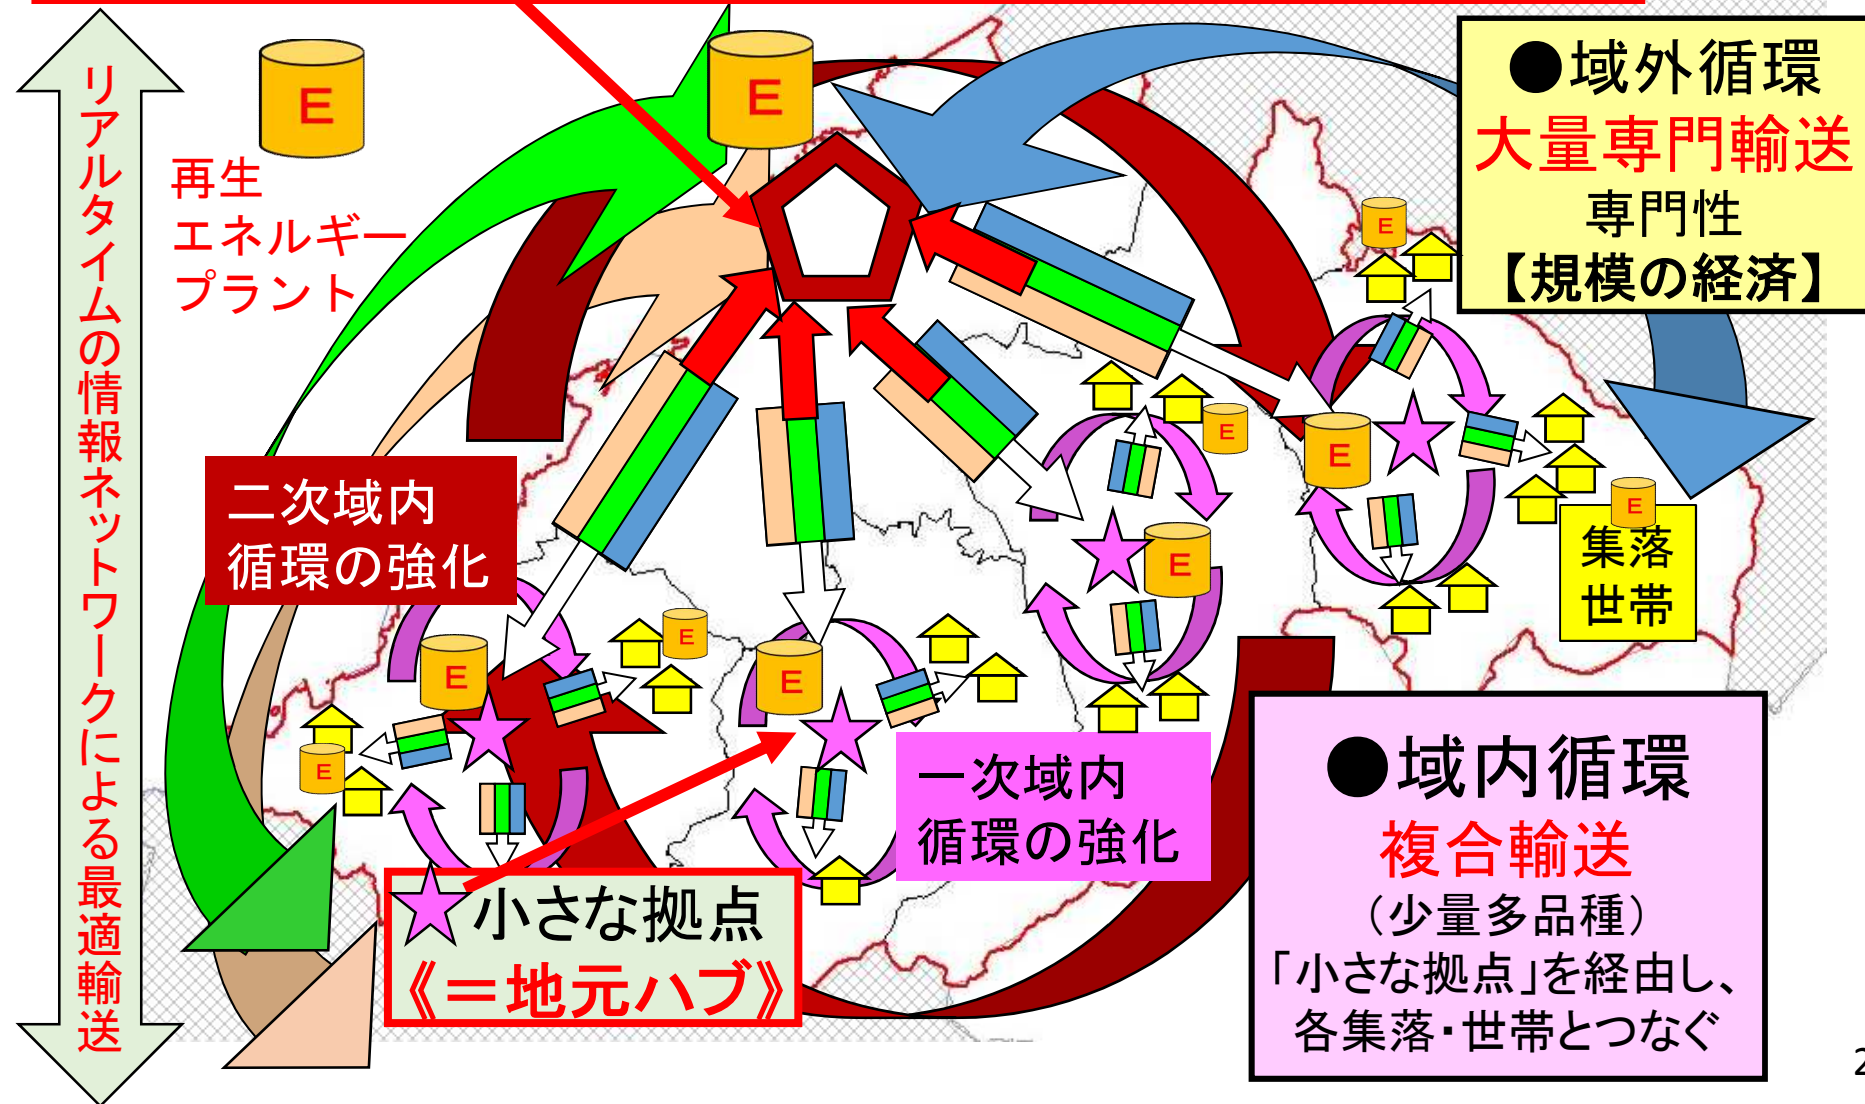 リアルタイムの情報ネットワークによる最適輸送
E
再生
エネルギー
プラント
E
●域外循環
大量専門輸送
専門性
【規模の経済】
E
E
E
E
集落
世帯
E
二次域内
循環の強化
E
E
E
E
一次域内
循環の強化
小さな拠点
《＝地元ハブ》
●域内循環
複合輸送
（少量多品種）
「小さな拠点」を経由し、
各集落・世帯とつなぐ
2